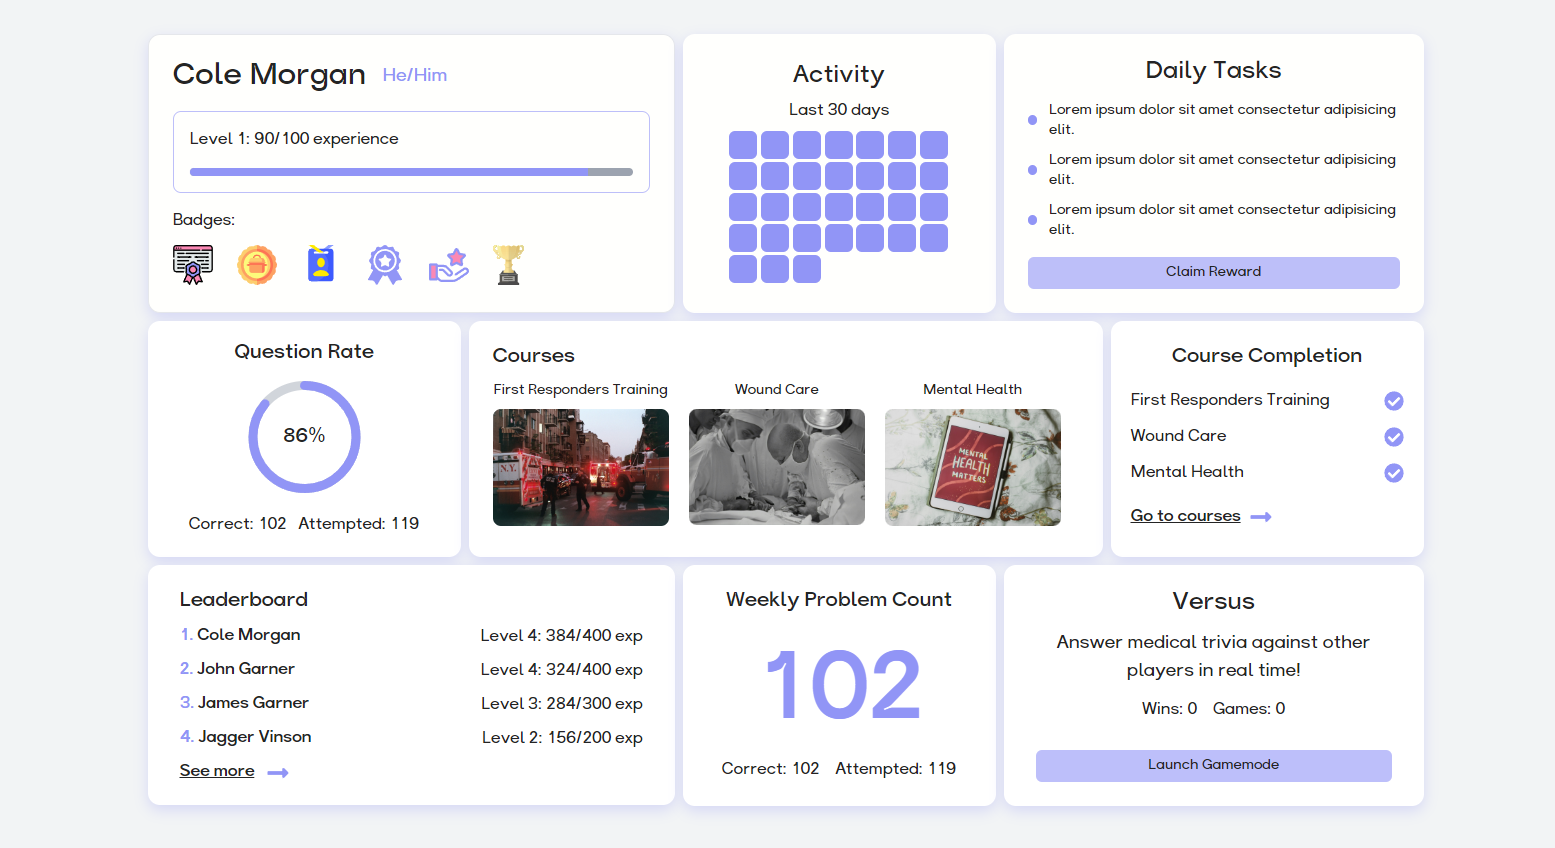 Cole Morgan He/Him
Level 1: 90/100 experience
Badges:
Activity
Last 30 days
Daily Tasks
Lorem ipsum dolor sit amet consectetur adipisicing
elit.
Lorem ipsum dolor sit amet consectetur adipisicing
elit.
Lorem ipsum dolor sit amet consectetur adipisicing
elit.
Claim Reward
Question Rate
86%
Correct: 102 Attempted: 119
Courses
First Responders Training
N.Y.
Wound Care
Mental Health
MENTAL
HEALTH
MATTERS
Course Completion
First Responders Training
Wound Care
Mental Health
Go to courses
Leaderboard
1. Cole Morgan Level 4: 384/400 exp
2. John Garner Level 4: 324/400 exp
3. James Garner Level 3: 284/300 exp
4. Jagger Vinson Level 2: 156/200 exp
See more
Weekly Problem Count
102
Correct: 102 Attempted: 119
Versus
Answer medical trivia against other
players in real time!
Wins: 0 Games: 0
Launch Gamemode